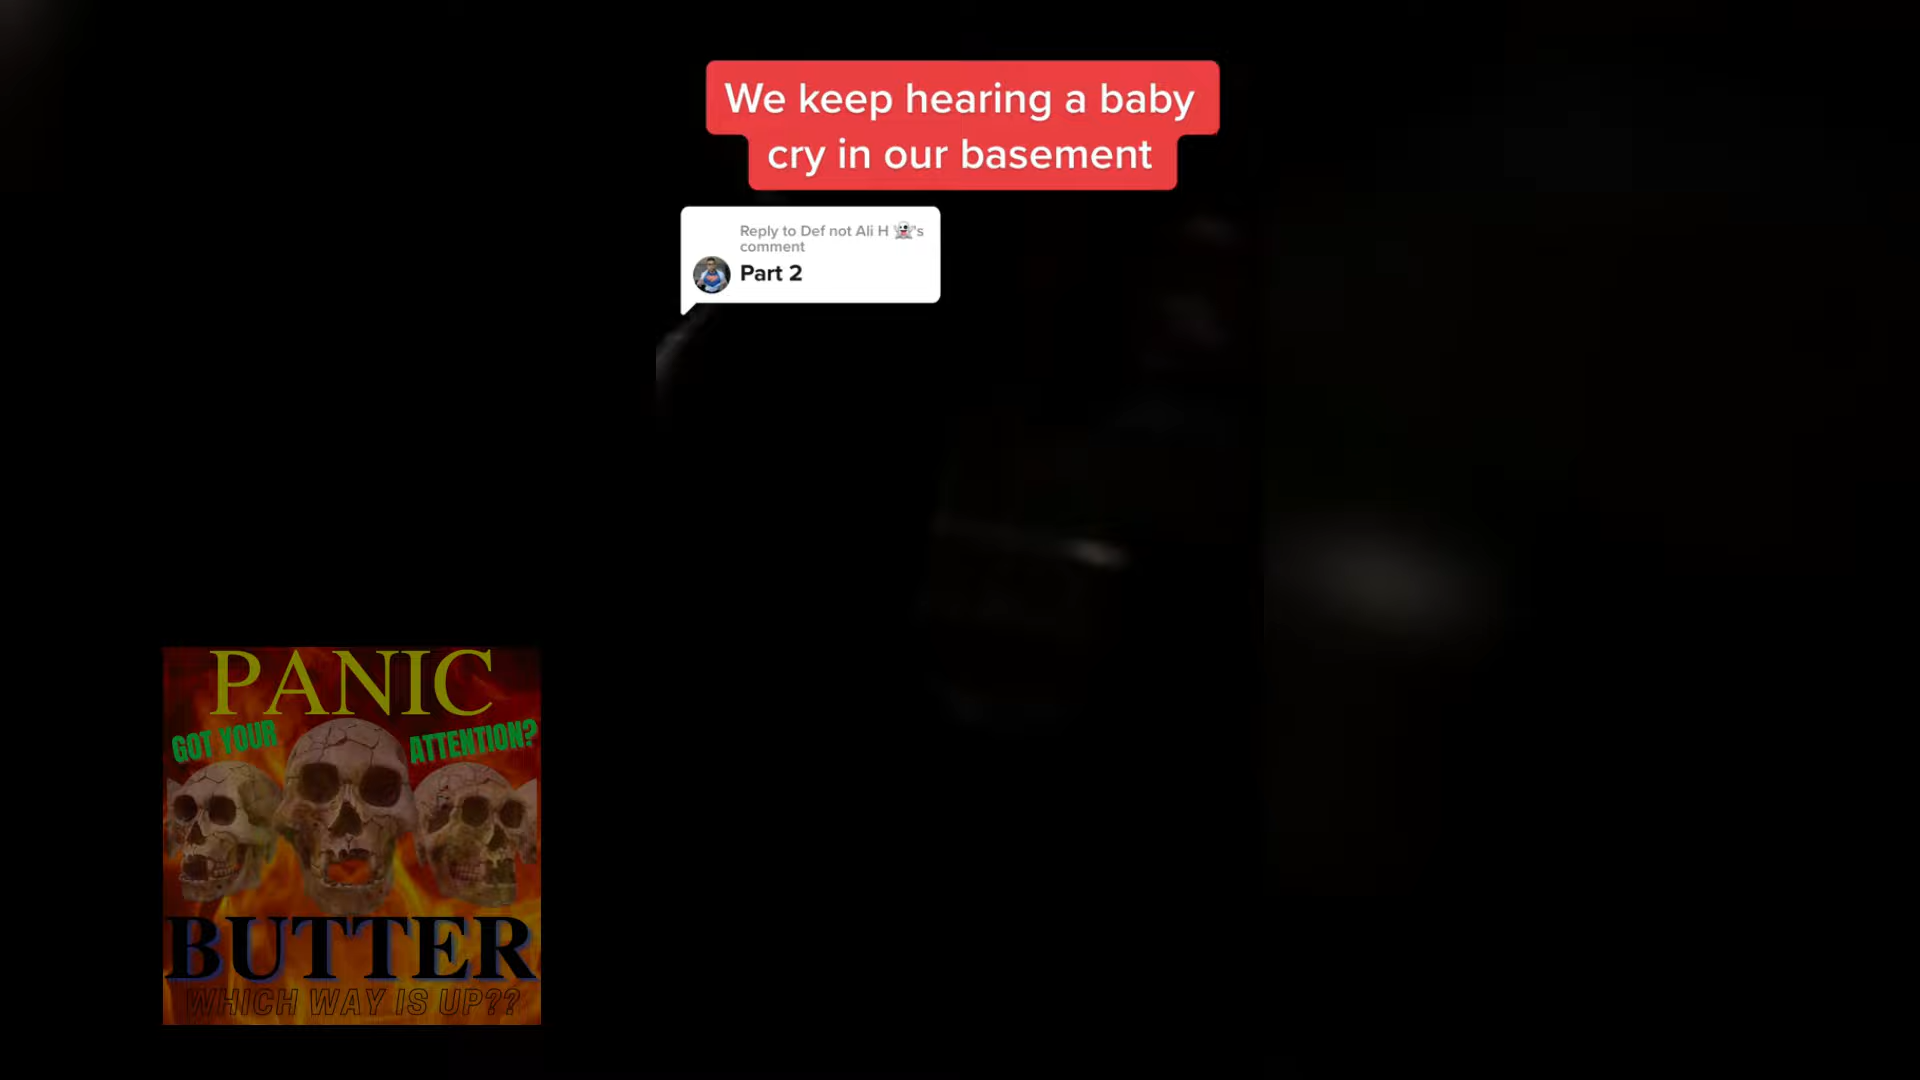 We keep hearing a baby
cry in our basement
Reply to Def not Ali H 👻's
comment
Part 2
PANIC
GOT YOUR ATTENTION?
BUTTER
WHICH WAY IS UP??